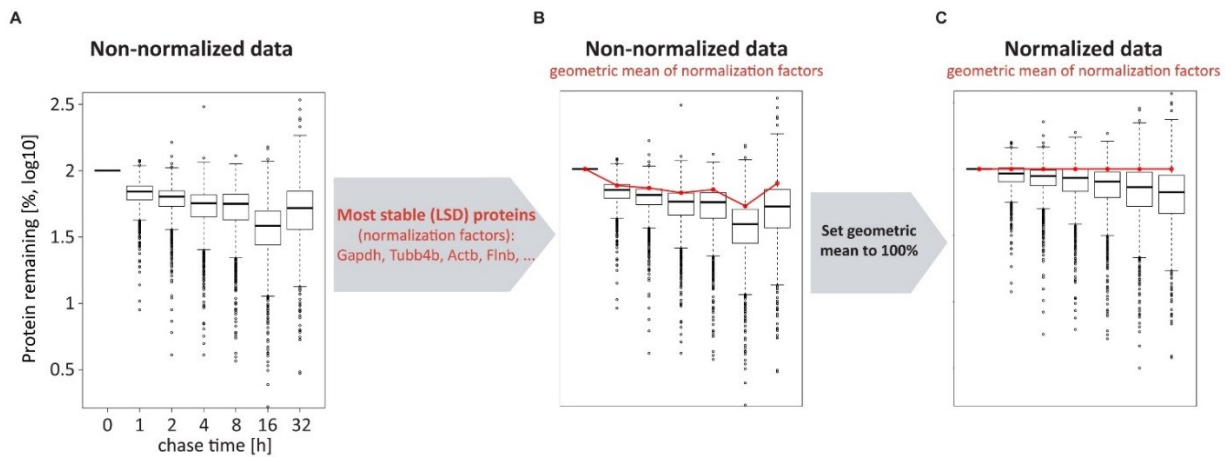 A
Non-normalized data
Protein remaining [%, log10]
2.5
2
1.5
1
0.5
0 1 2 4 8 16 32
chase time [h]
Most stable (LSD) proteins
(normalization factors):
Gapdh, Tubb4b, Actb, Flnb, ...
B
Non-normalized data
geometric mean of normalization factors
Set geometric
mean to 100%
C
Normalized data
geometric mean of normalization factors